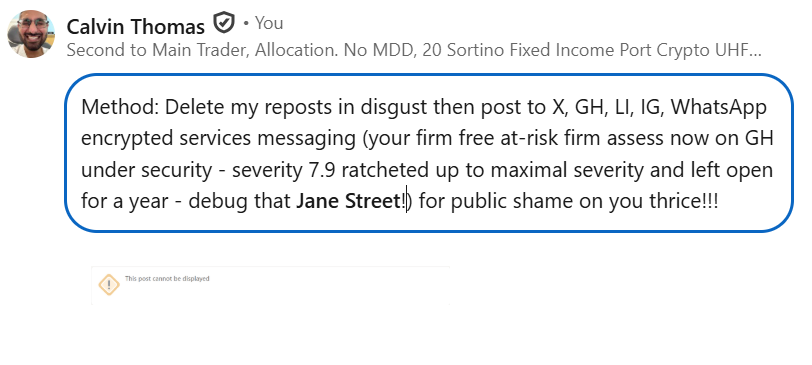 Calvin Thomas • You
Second to Main Trader, Allocation. No MDD, 20 Sortino Fixed Income Port Crypto UHF...
Method: Delete my reposts in disgust then post to X, GH, LI, IG, WhatsApp
encrypted services messaging (your firm free at-risk firm assess now on GH
under security - severity 7.9 ratcheted up to maximal severity and left open
for a year - debug that Jane Street!) for public shame on you thrice!!!
This post cannot be displayed